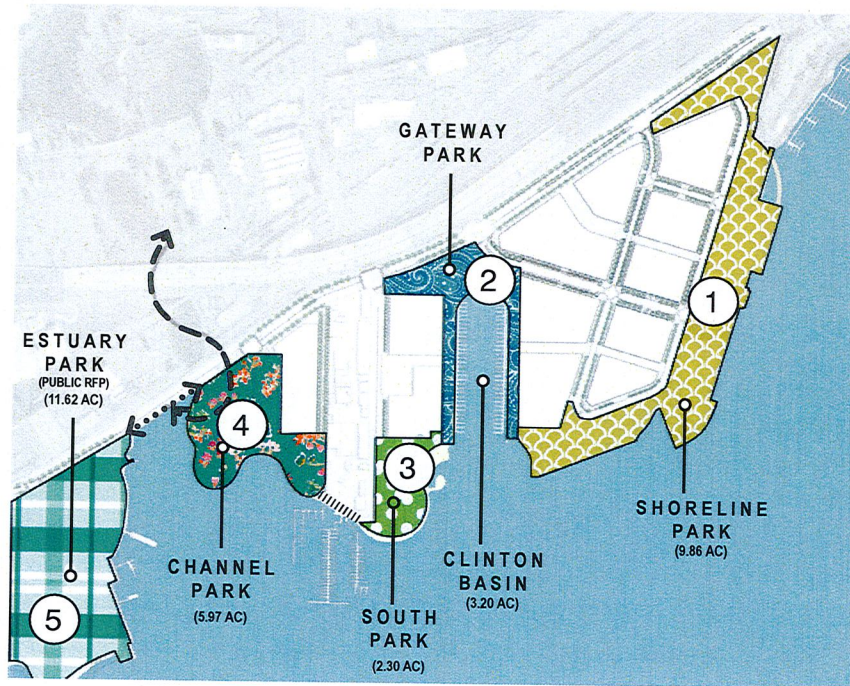 GATEWAY
PARK
2
1
ESTUARY
PARK
(PUBLIC RFP)
(11.62 AC)
4
3
SHORELINE
PARK
(9.86 AC)
CHANNEL
PARK
(5.97 AC)
CLINTON
BASIN
(3.20 AC)
SOUTH
PARK
(2.30 AC)
5